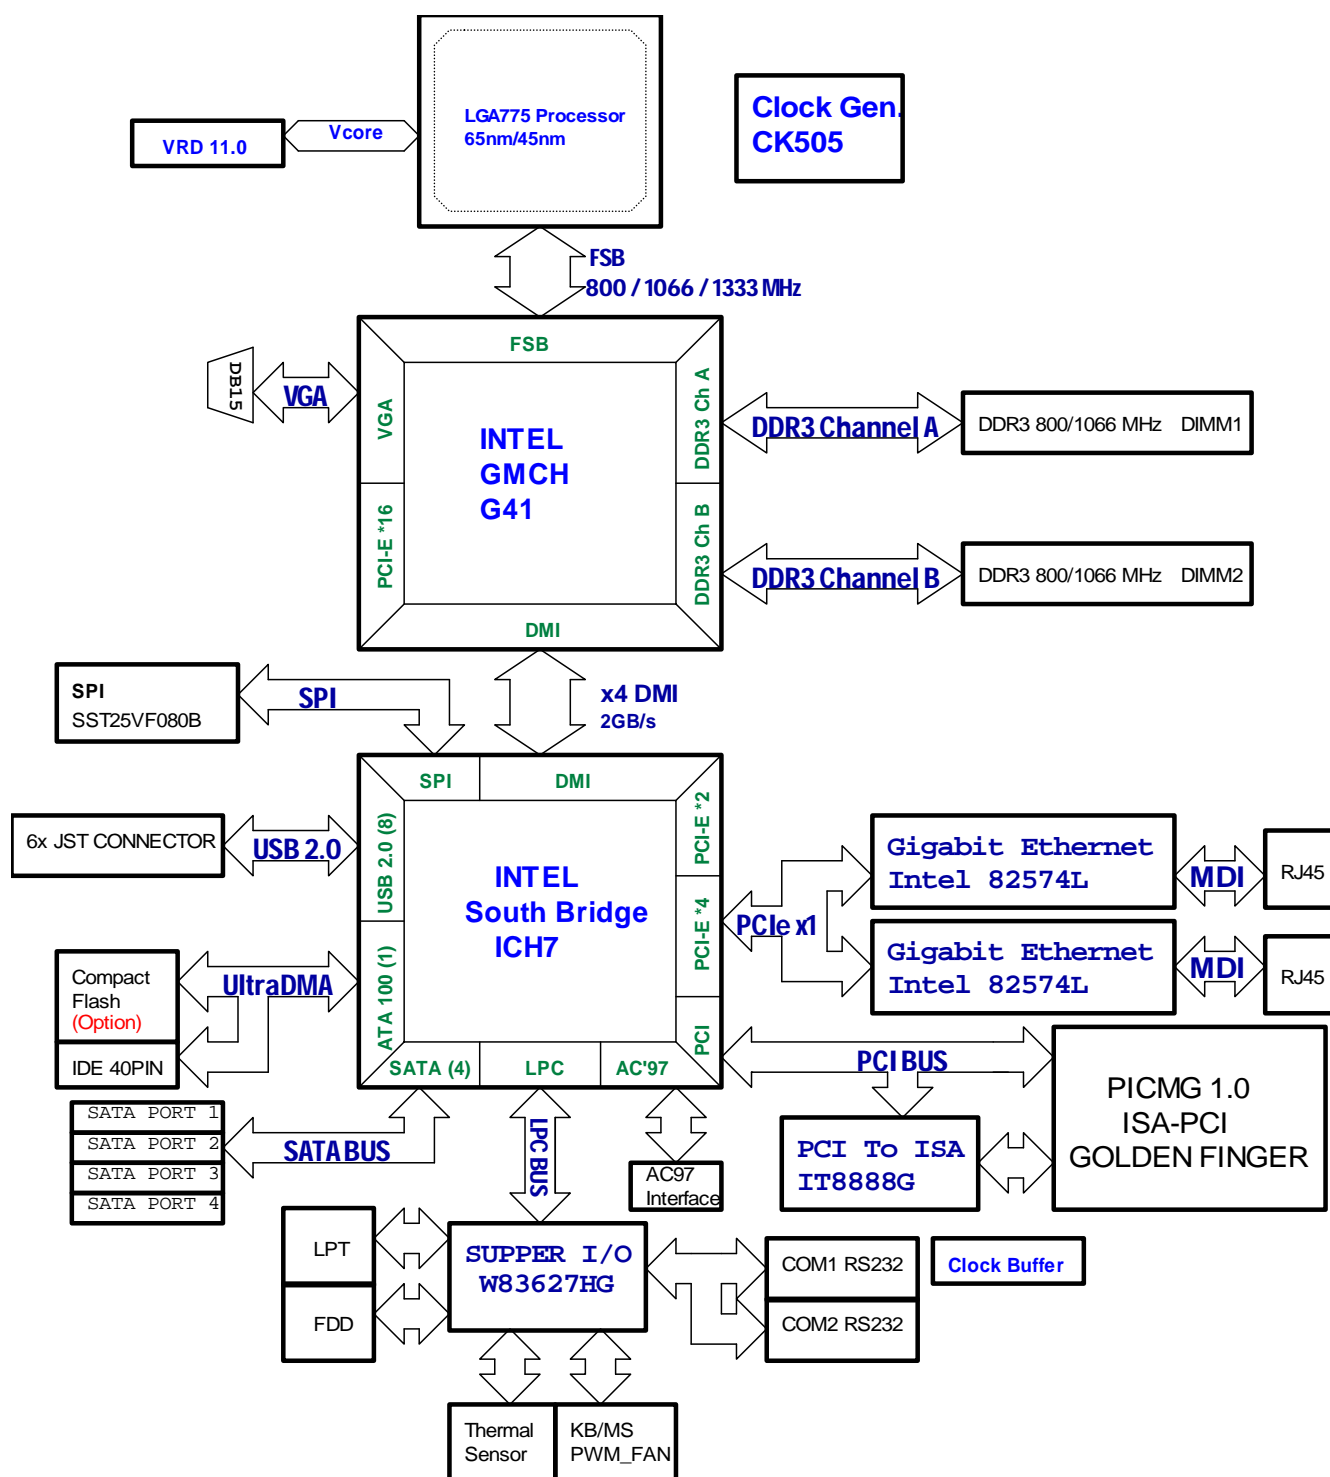 LGA775 Processor
65nm/45nm
Clock Gen.
CK505
VRD 11.0
Vcore
FSB
800 / 1066 / 1333 MHz
FSB
DB15
VGA
VGA
PCI-E *16
INTEL
GMCH
G41
DDR3 Ch A
DDR3 Ch B
DDR3 Channel A
DDR3 800/1066 MHz DIMM1
DDR3 Channel B
DDR3 800/1066 MHz DIMM2
DMI
SPI
SST25VF080B
SPI
x4 DMI
2GB/s
SPI
DMI
6x JST CONNECTOR
USB 2.0
USB 2.0 (8)
ATA 100 (1)
INTEL
South Bridge
ICH7
PCI-E *2
PCI-E *4
PCI
PCIe x1
Gigabit Ethernet
Intel 82574L
MDI
RJ45
Gigabit Ethernet
Intel 82574L
MDI
RJ45
Compact
Flash
(Option)
IDE 40PIN
UltraDMA
SATA (4)
LPC
AC'97
PCI BUS
PICMG 1.0
ISA-PCI
GOLDEN FINGER
PCI To ISA
IT8888G
SATA PORT 1
SATA PORT 2
SATA PORT 3
SATA PORT 4
SATA BUS
LPC BUS
AC97
Interface
LPT
FDD
SUPPER I/O
W83627HG
COM1 RS232
COM2 RS232
Clock Buffer
Thermal
Sensor
KB/MS
PWM_FAN